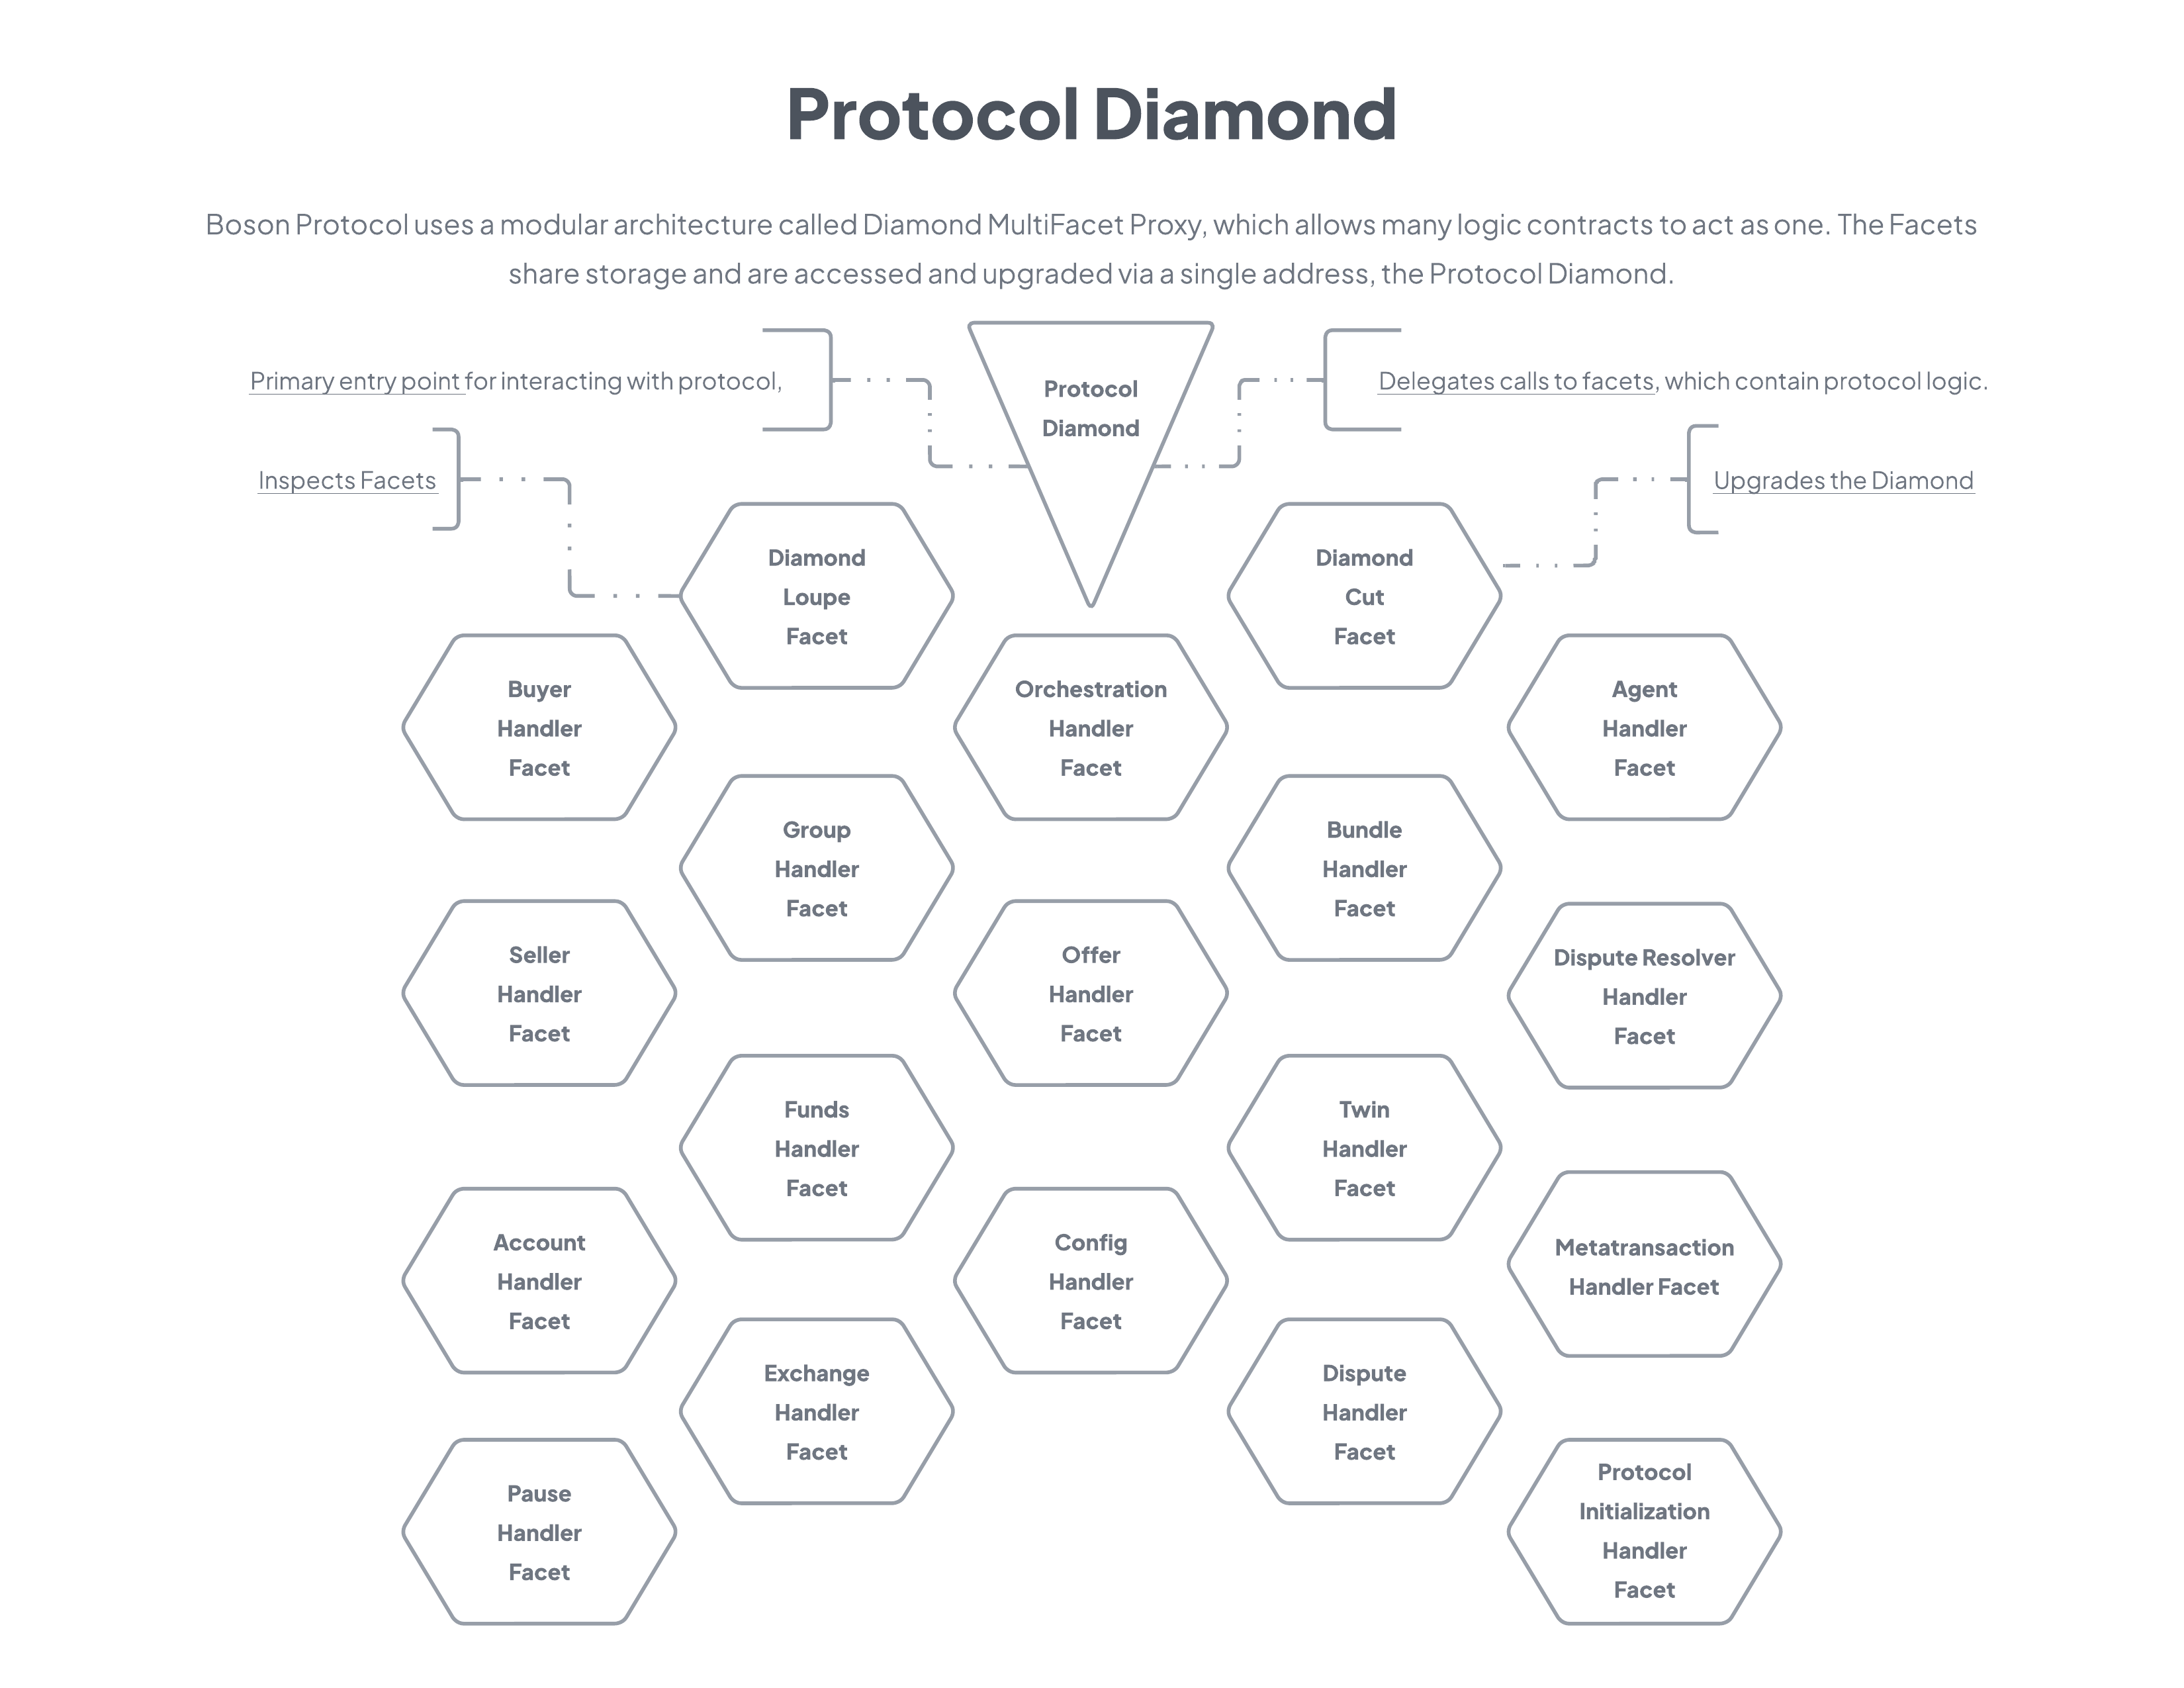 Protocol Diamond
Boson Protocol uses a modular architecture called Diamond MultiFacet Proxy, which allows many logic contracts to act as one. The Facets
share storage and are accessed and upgraded via a single address, the Protocol Diamond.
Primary entry point for interacting with protocol,
Protocol
Diamond
Delegates calls to facets, which contain protocol logic.
Inspects Facets
Upgrades the Diamond
Diamond
Loupe
Facet
Diamond
Cut
Facet
Buyer
Handler
Facet
Orchestration
Handler
Facet
Agent
Handler
Facet
Group
Handler
Facet
Bundle
Handler
Facet
Seller
Handler
Facet
Offer
Handler
Facet
Dispute Resolver
Handler
Facet
Funds
Handler
Facet
Twin
Handler
Facet
Account
Handler
Facet
Config
Handler
Facet
Metatransaction
Handler Facet
Exchange
Handler
Facet
Dispute
Handler
Facet
Pause
Handler
Facet
Protocol
Initialization
Handler
Facet